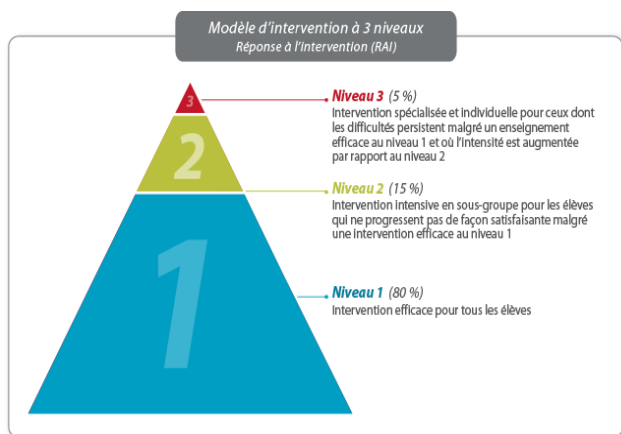 Modèle d'intervention à 3 niveaux
Réponse à l'intervention (RAI)
3
Niveau 3 (5 %)
Intervention spécialisée et individuelle pour ceux dont
les difficultés persistent malgré un enseignement
efficace au niveau 1 et où l'intensité est augmentée
par rapport au niveau 2
2
Niveau 2 (15 %)
Intervention intensive en sous-groupe pour les élèves
qui ne progressent pas de façon satisfaisante malgré
une intervention efficace au niveau 1
1
Niveau 1 (80 %)
Intervention efficace pour tous les élèves